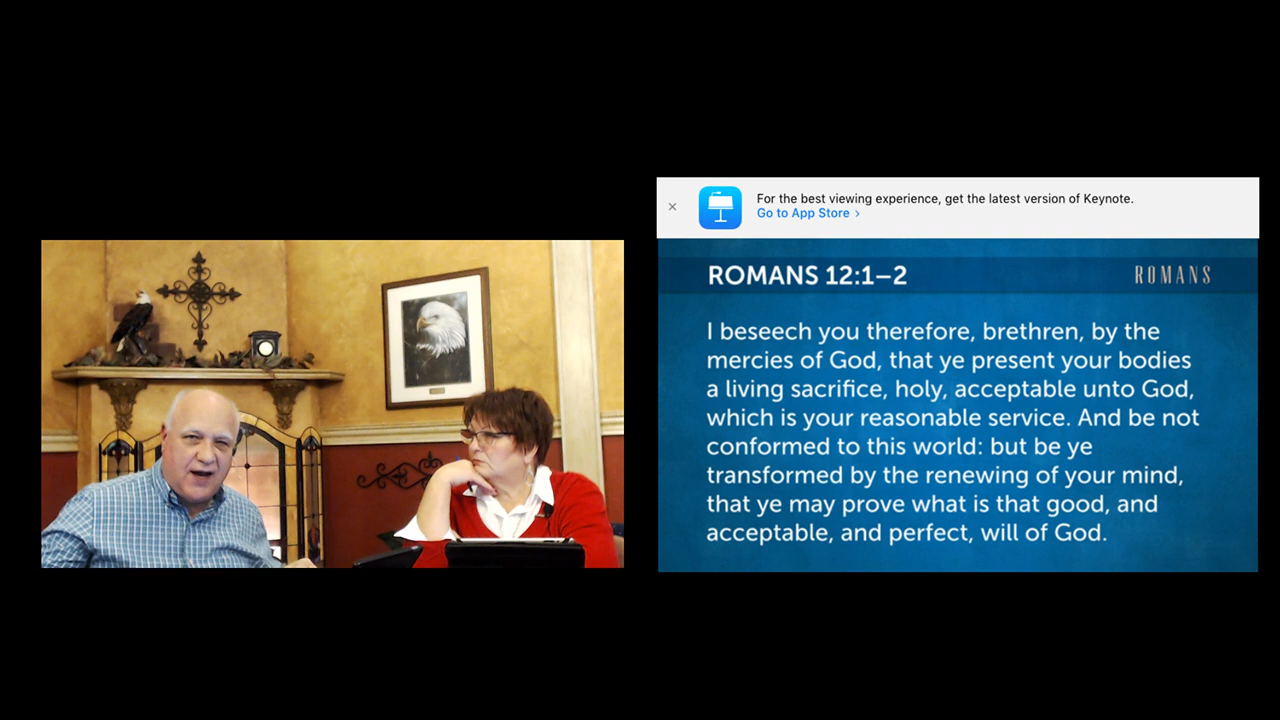 For the best viewing experience, get the latest version of Keynote.
Go to App Store >
ROMANS 12:1–2
ROMANS
I beseech you therefore, brethren, by the
mercies of God, that ye present your bodies
a living sacrifice, holy, acceptable unto God,
which is your reasonable service. And be not
conformed to this world: but be ye
transformed by the renewing of your mind,
that ye may prove what is that good, and
acceptable, and perfect, will of God.